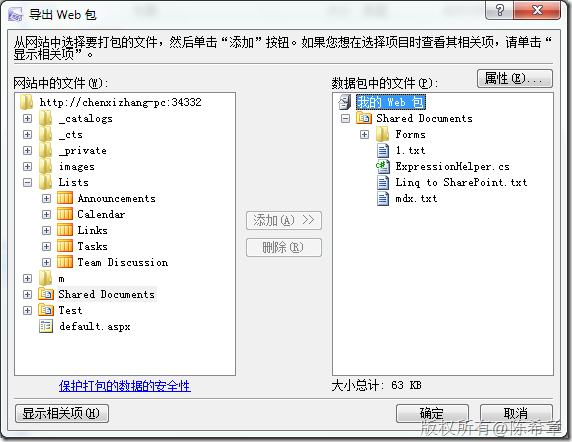 导出 Web 包
从网站中选择要打包的文件，然后单击“添加”按钮。如果您想在选择项目时查看其相关项，请单击“
显示相关项”。
属性(E)...
网站中的文件(W):
数据包中的文件(P):
http://chenxizhang-pc:34332
_catalogs
_cts
_private
images
Lists
Announcements
Calendar
Links
Tasks
Team Discussion
m
Shared Documents
Test
default.aspx
添加(A) >>
删除(R)
我的 Web 包
Shared Documents
Forms
1.txt
ExpressionHelper.cs
Linq to SharePoint.txt
mdx.txt
保护打包的数据的安全性
大小总计: 63 KB
显示相关项(H)
确定
取消
版权所有@陈希章